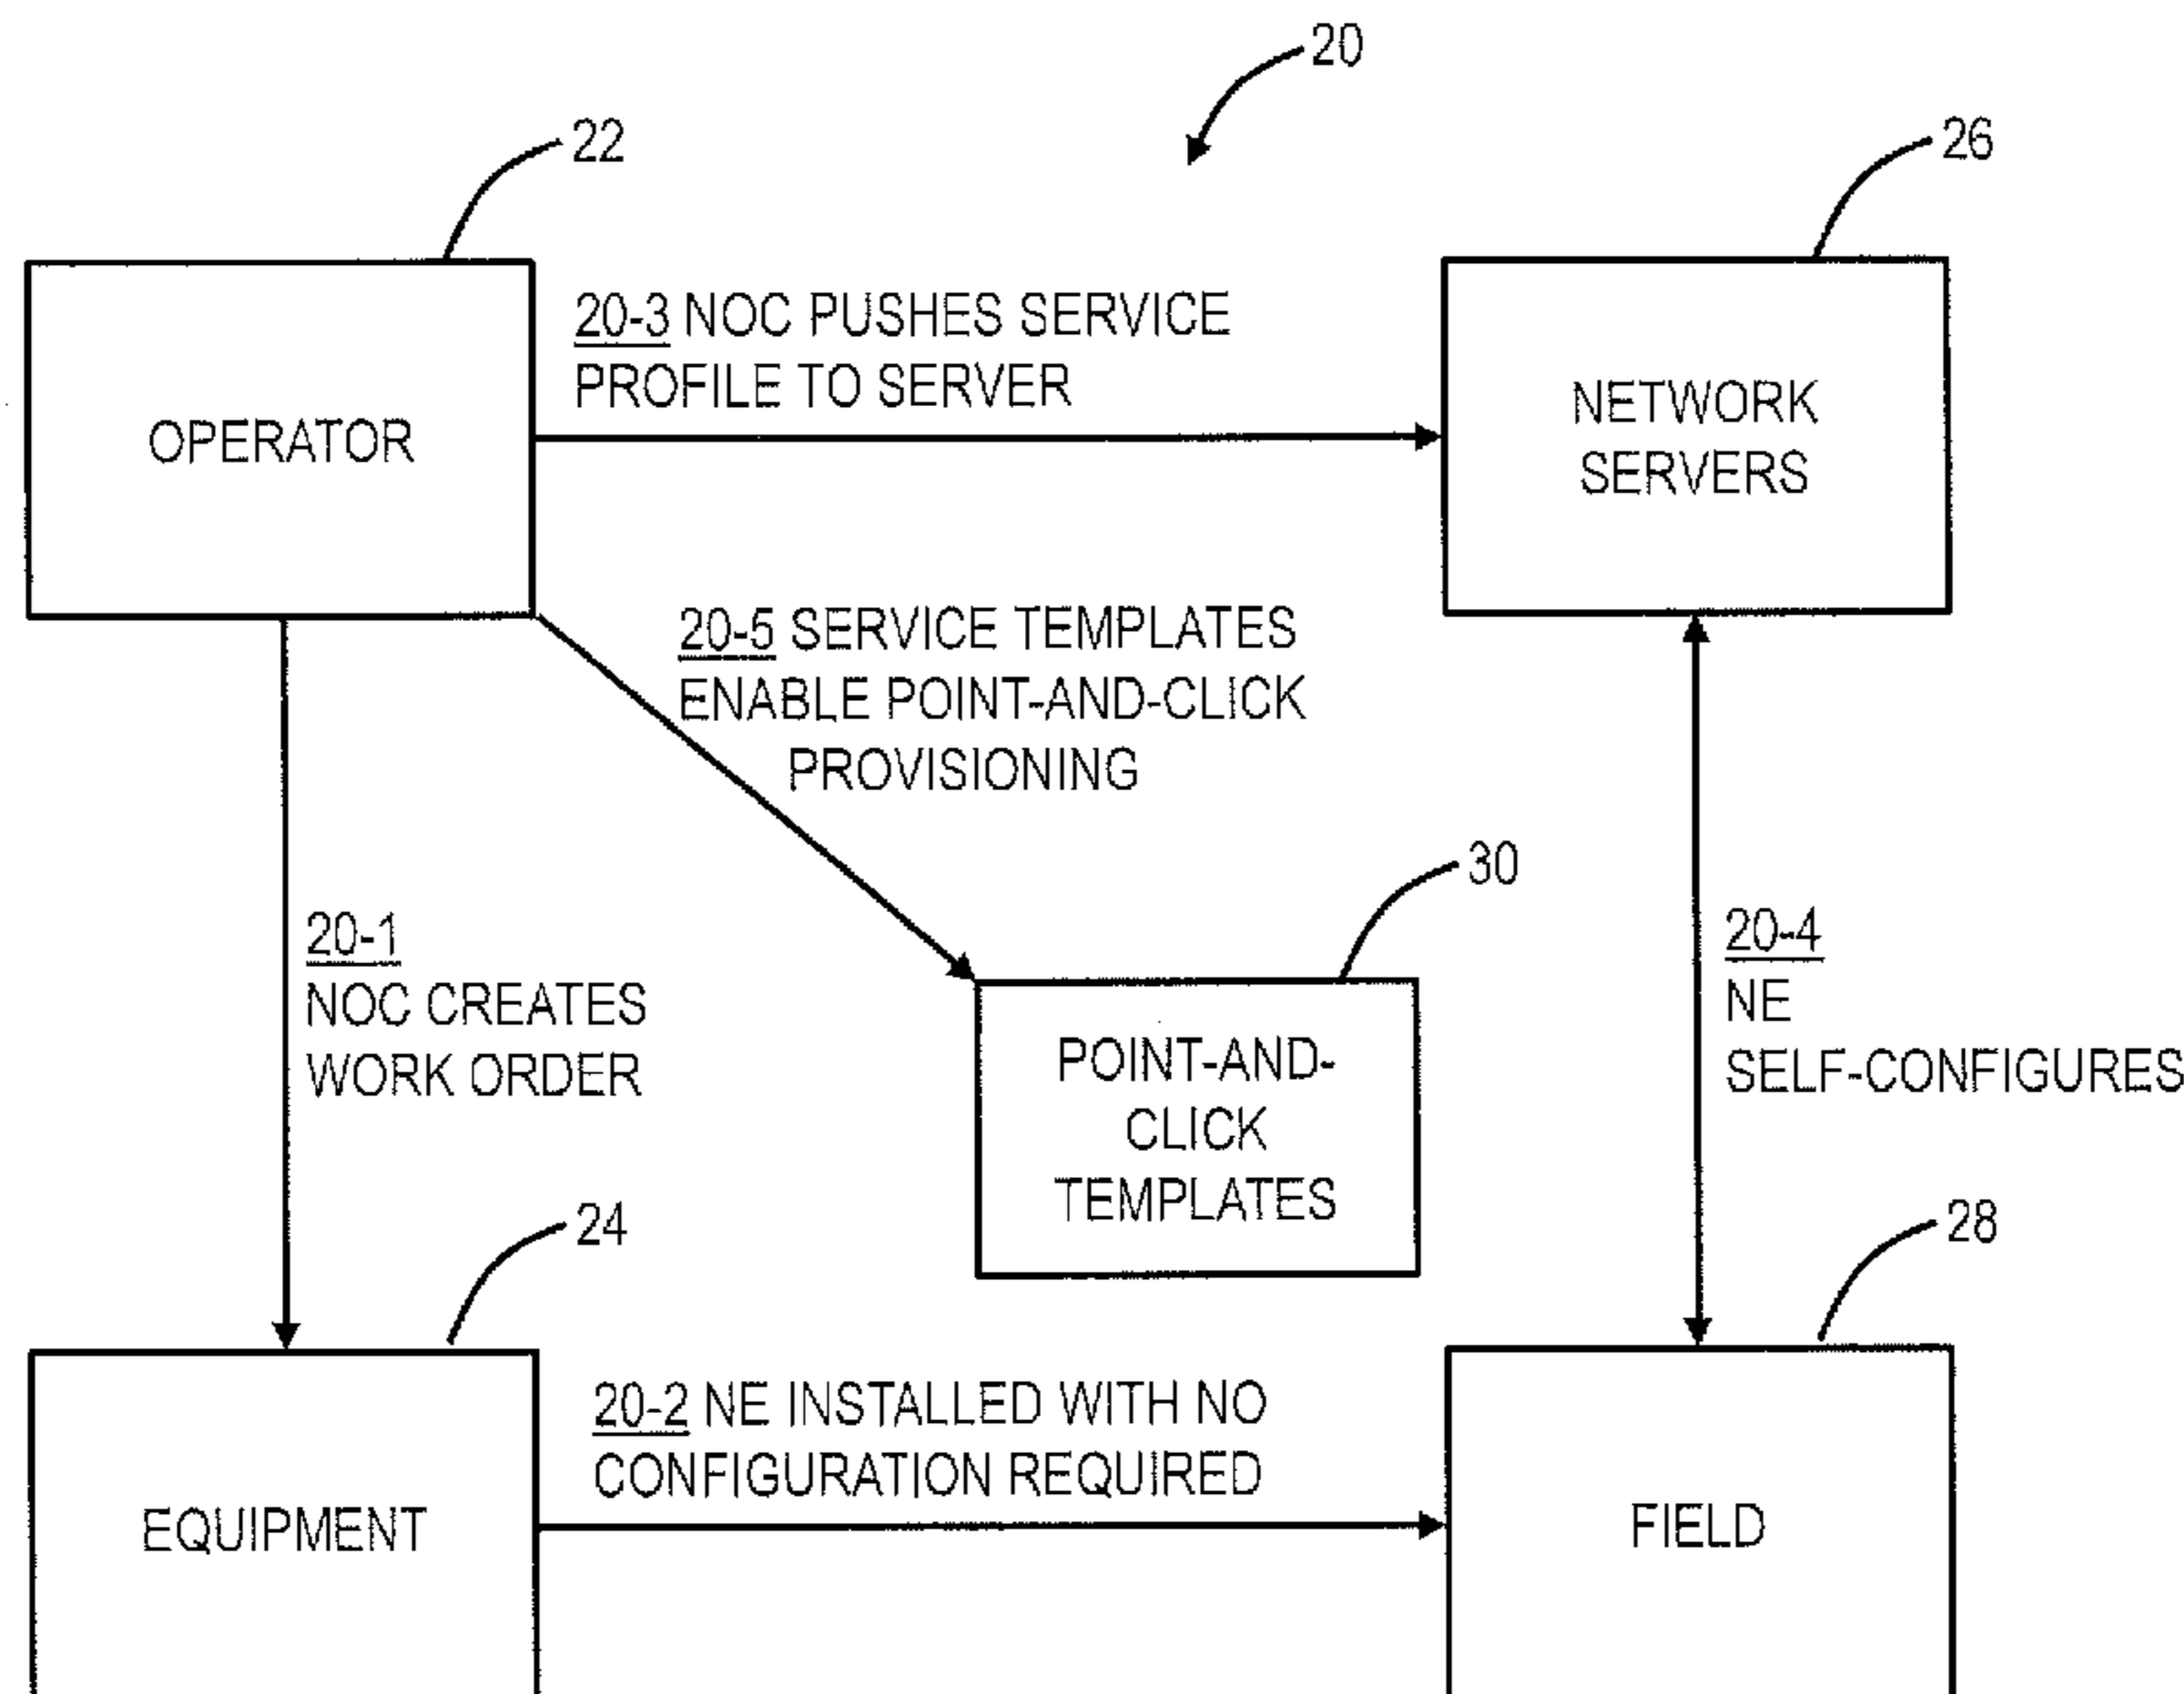 20
22
26
OPERATOR
20-3 NOC PUSHES SERVICE
PROFILE TO SERVER
NETWORK
SERVERS
20-5 SERVICE TEMPLATES
ENABLE POINT-AND-CLICK
PROVISIONING
30
20-1
NOC CREATES
WORK ORDER
POINT-AND-
CLICK
TEMPLATES
20-4
NE
SELF-CONFIGURES
24
28
EQUIPMENT
20-2 NE INSTALLED WITH NO
CONFIGURATION REQUIRED
FIELD